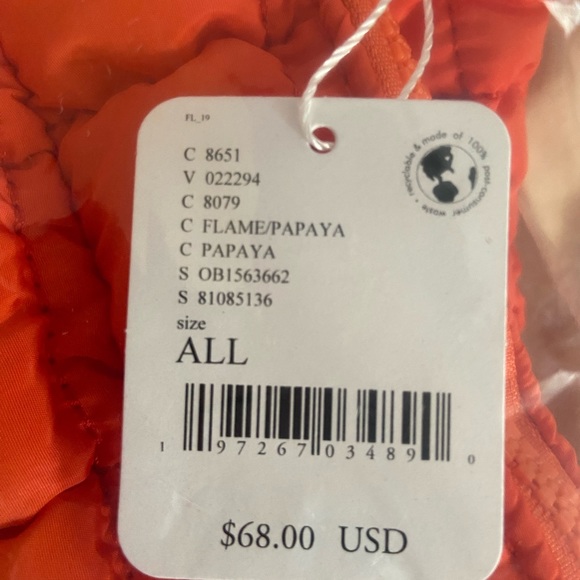 FL_19
recyclable & made of 100% post-consumer waste •
C 8651
V 022294
C 8079
C FLAME/PAPAYA
C PAPAYA
S OB1563662
S 81085136
size
ALL
1 97267 03489 0
$68.00 USD